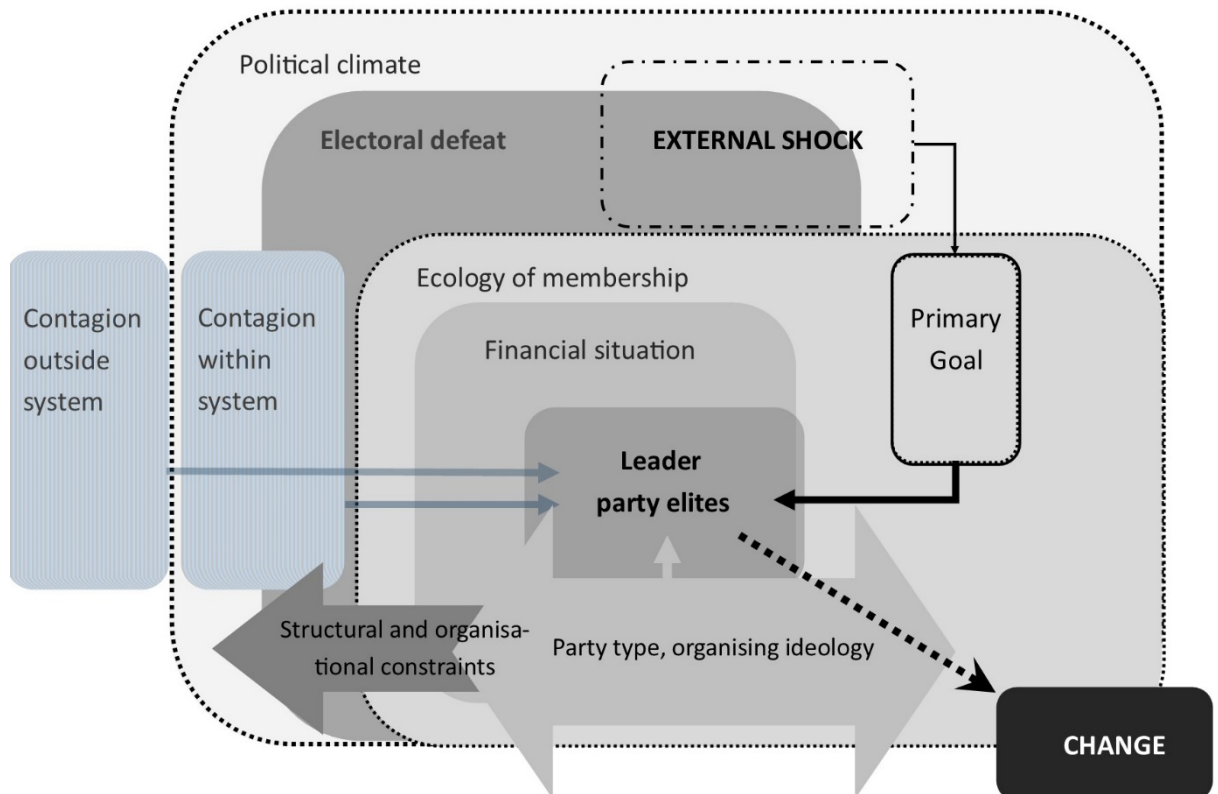 Political climate
Electoral defeat
EXTERNAL SHOCK
Ecology of membership
Contagion
outside
system
Contagion
within
system
Primary
Goal
Financial situation
Leader
party elites
Structural and organisa-
tional constraints
Party type, organising ideology
CHANGE